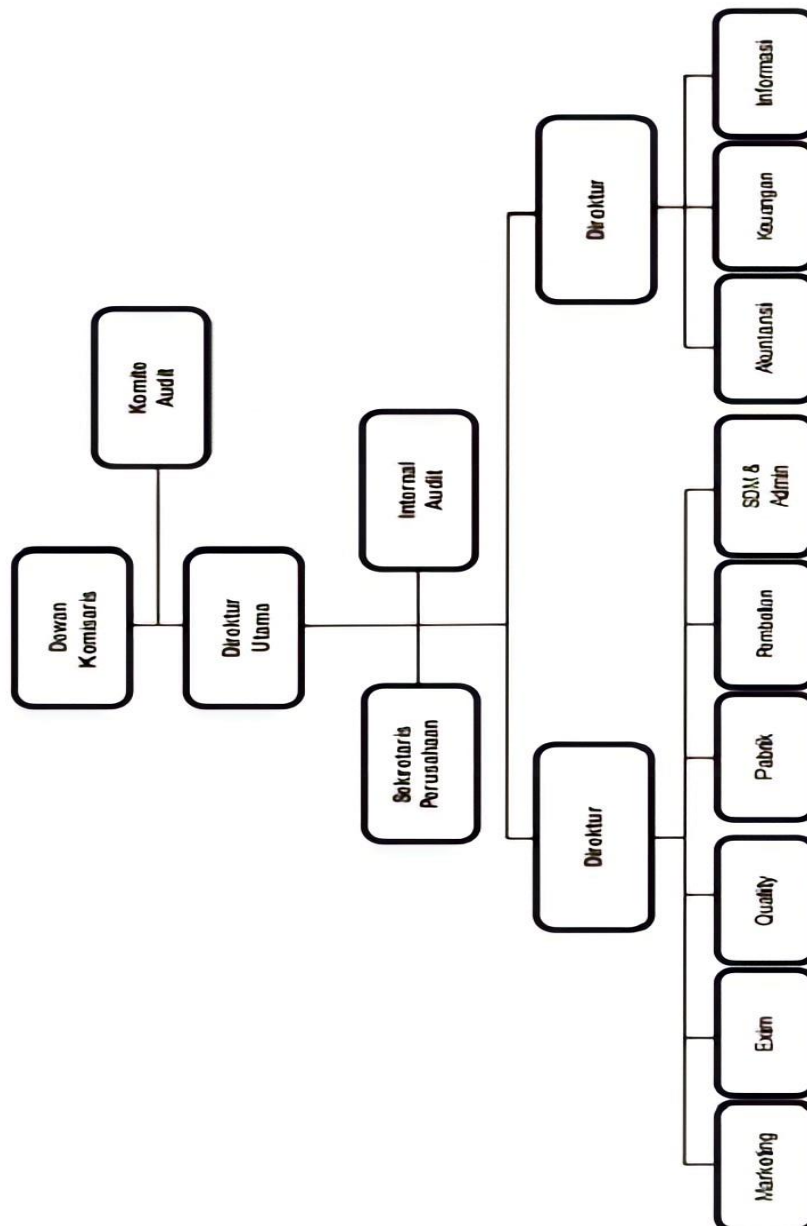 Dewan
Komisaris
Komite
Audit
Direktur
Utama
Sekretaris
Perusahaan
Internal
Audit
Direktur
Direktur
Marketing
Exim
Quality
Pabrik
Pembelian
SDM &
Admin
Akuntansi
Keuangan
Informasi